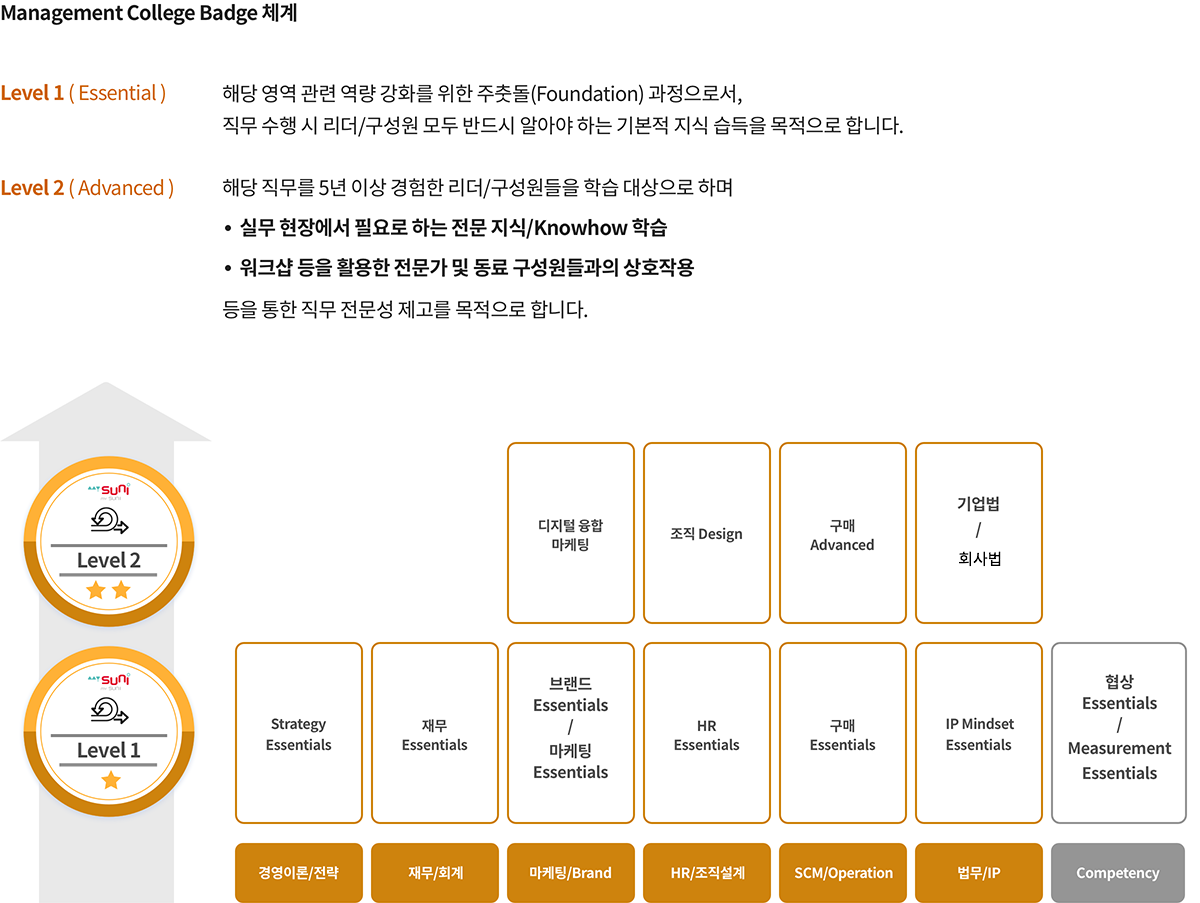 Management College Badge 체계
Level 1 ( Essential )
해당 영역 관련 역량 강화를 위한 주춧돌(Foundation) 과정으로서,
직무 수행 시 리더/구성원 모두 반드시 알아야 하는 기본적 지식 습득을 목적으로 합니다.
Level 2 ( Advanced )
해당 직무를 5년 이상 경험한 리더/구성원들을 학습 대상으로 하며
• 실무 현장에서 필요로 하는 전문 지식/Knowhow 학습
• 워크샵 등을 활용한 전문가 및 동료 구성원들과의 상호작용
등을 통한 직무 전문성 제고를 목적으로 합니다.
suni
Level 2
디지털 융합
마케팅
조직 Design
구매
Advanced
기업법
/
회사법
suni
Level 1
Strategy
Essentials
재무
Essentials
브랜드
Essentials
/
마케팅
Essentials
HR
Essentials
구매
Essentials
IP Mindset
Essentials
협상
Essentials
/
Measurement
Essentials
경영이론/전략
재무/회계
마케팅/Brand
HR/조직설계
SCM/Operation
법무/IP
Competency